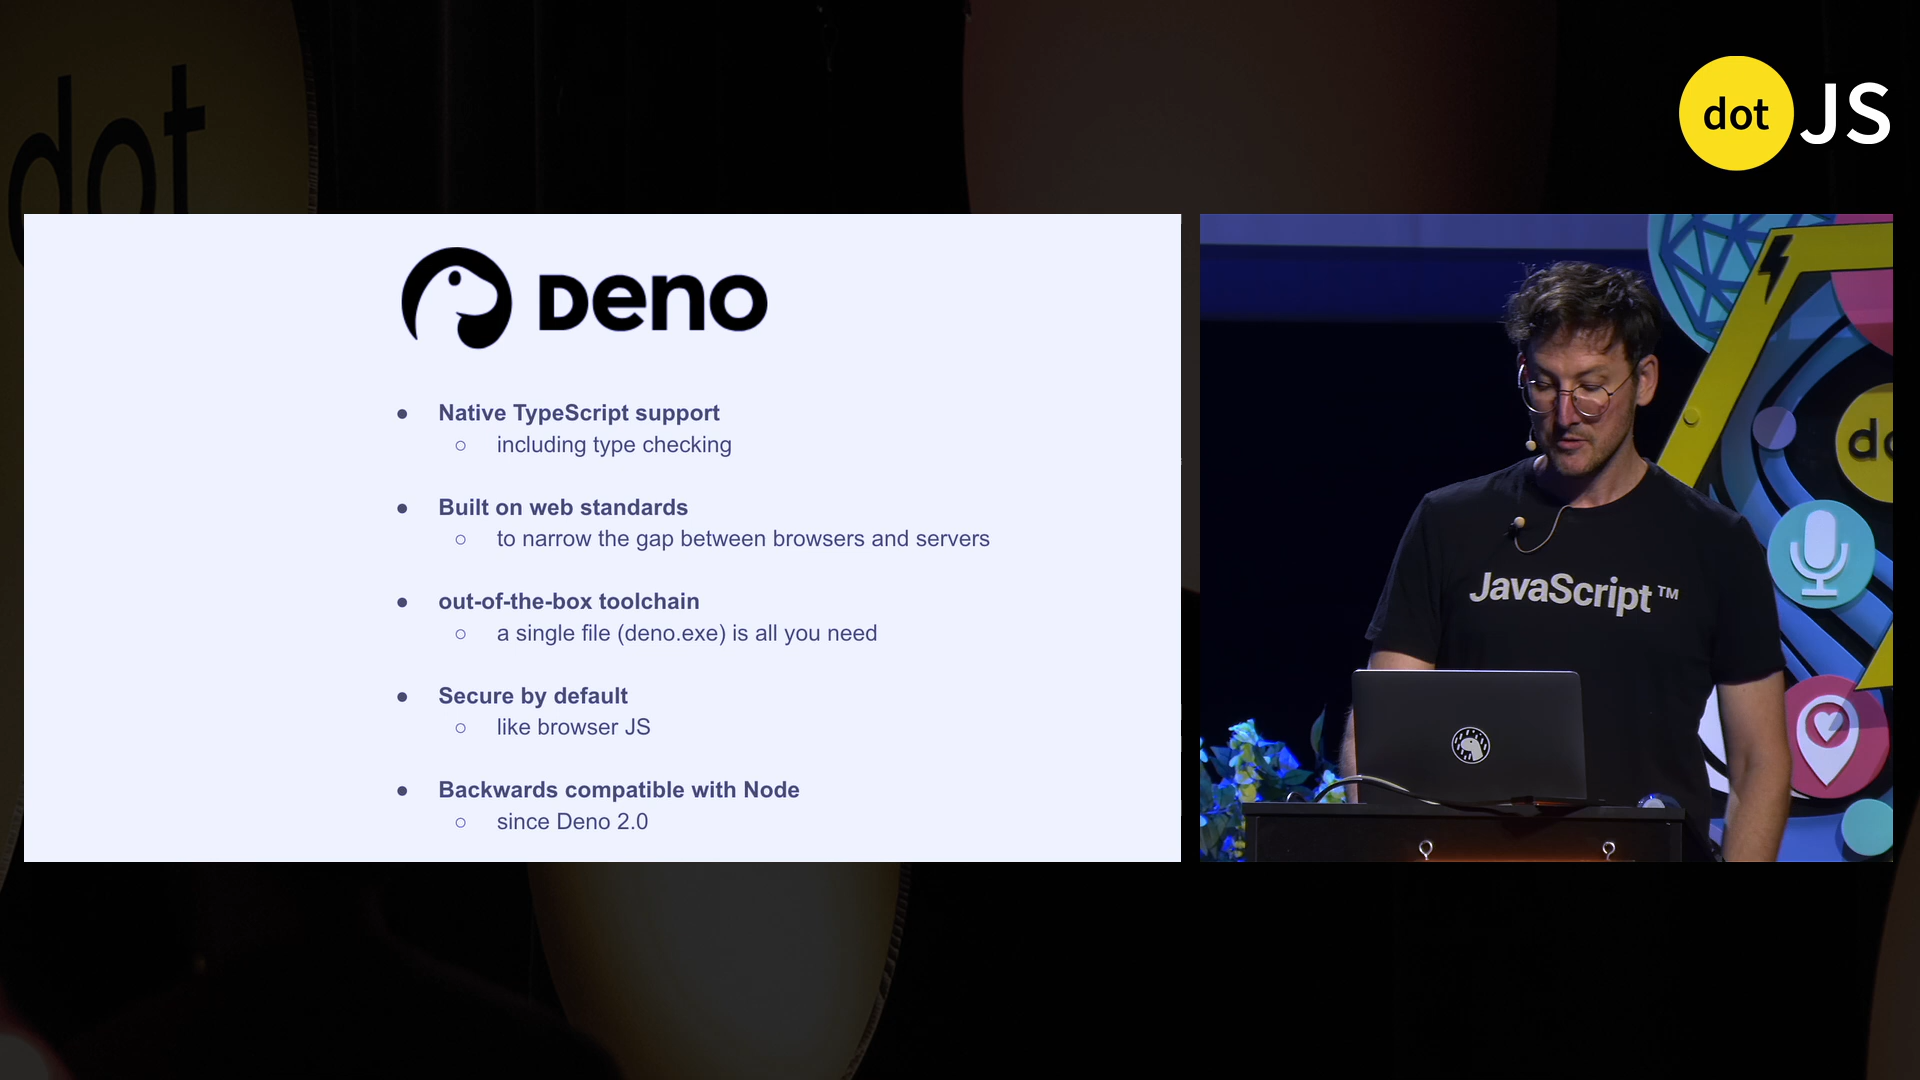 dot
dot JS
Deno
Native TypeScript support
including type checking
Built on web standards
to narrow the gap between browsers and servers
out-of-the-box toolchain
a single file (deno.exe) is all you need
Secure by default
like browser JS
Backwards compatible with Node
since Deno 2.0
JavaScript™